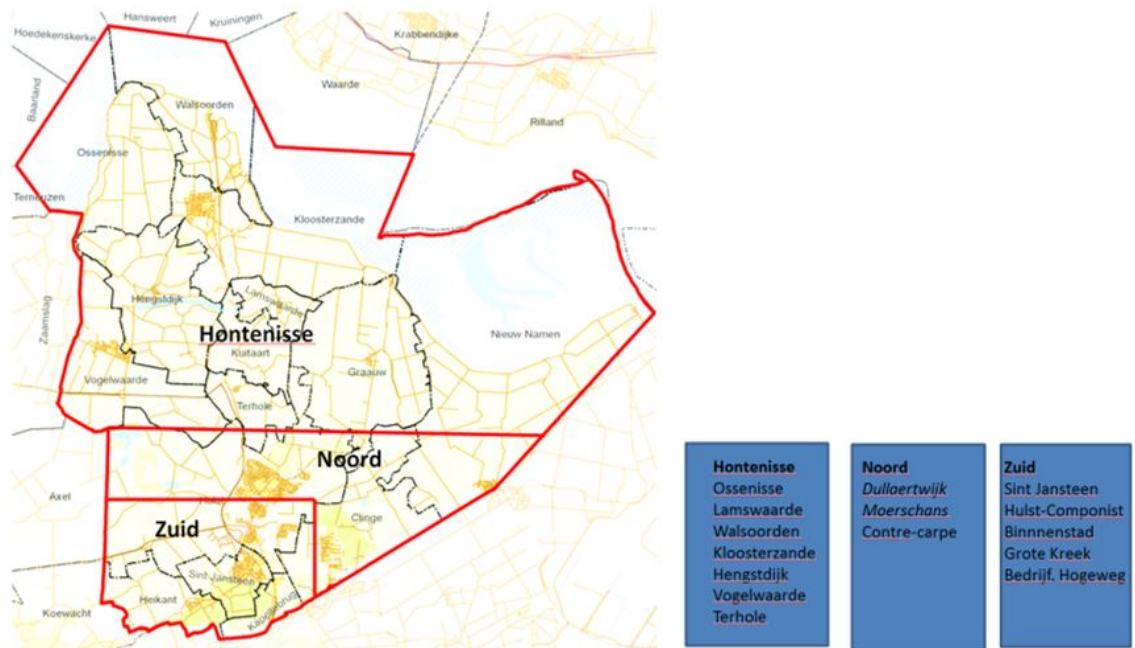 Hansweert
Kruiningen
Hoedekenskerke
Krabbendijke
Waarde
Baarland
Walsoorden
Rilland
Ossenisse
Terneuzen
Kloosterzande
Zaamslag
Hengstdijk
Lamswaarde
Hontenisse
Nieuw Namen
Kuitaart
Graauw
Vogelwaarde
Terhole
Noord
Axel
Clinge
Zuid
Sint Jansteen
Heikant
Koewacht
Kapellebrug
Hontenisse
Ossenisse
Lamswaarde
Walsoorden
Kloosterzande
Hengstdijk
Vogelwaarde
Terhole
Noord
Dullaertwijk
Moerschans
Contre-carpe
Zuid
Sint Jansteen
Hulst-Componist
Binnnenstad
Grote Kreek
Bedrijf. Hogeweg